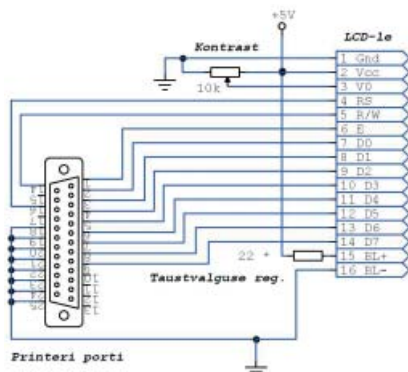 +5V
LCD-le
Kontrast
10k
1 Gnd
2 Vcc
3 V0
4 RS
5 R/W
6 E
7 D0
8 D1
9 D2
10 D3
11 D4
12 D5
13 D6
14 D7
15 BL+
16 BL-
22 +
Taustvalguse reg.
Printeri porti